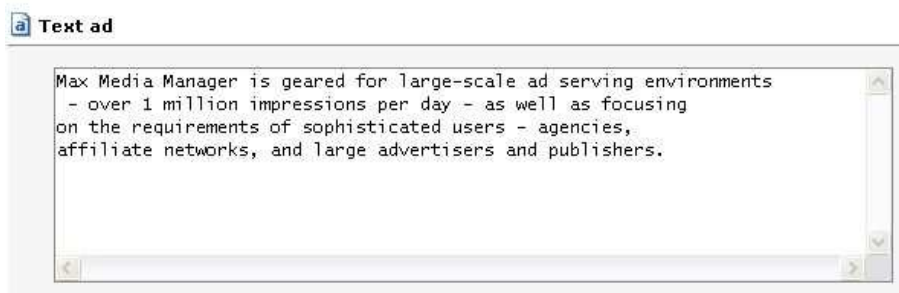 Text ad
Max Media Manager is geared for large-scale ad serving environments
 - over 1 million impressions per day - as well as focusing
on the requirements of sophisticated users - agencies,
affiliate networks, and large advertisers and publishers.